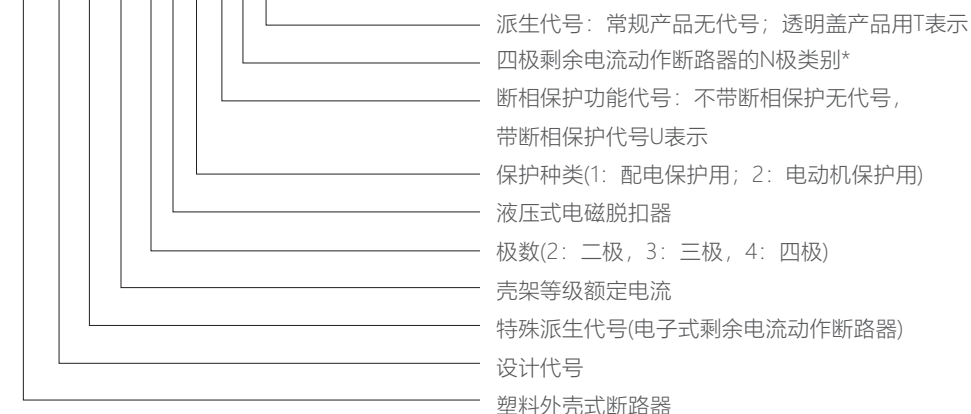 派生代号：常规产品无代号；透明盖产品用T表示
四极剩余电流动作断路器的N极类别*
断相保护功能代号：不带断相保护无代号，
带断相保护代号U表示
保护种类(1：配电保护用；2：电动机保护用)
液压式电磁脱扣器
极数(2：二极，3：三极，4：四极)
壳架等级额定电流
特殊派生代号(电子式剩余电流动作断路器)
设计代号
塑料外壳式断路器